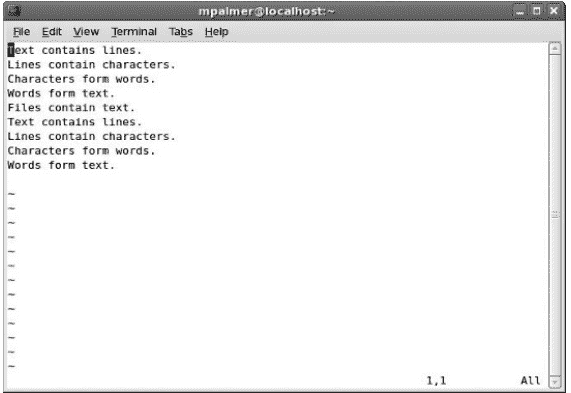 mpalmer@localhost:~
File Edit View Terminal Tabs Help
Text contains lines.
Lines contain characters.
Characters form words.
Words form text.
Files contain text.
Text contains lines.
Lines contain characters.
Characters form words.
Words form text.
~
~
~
~
~
~
~
~
~
~
~
~
~
1,1 All